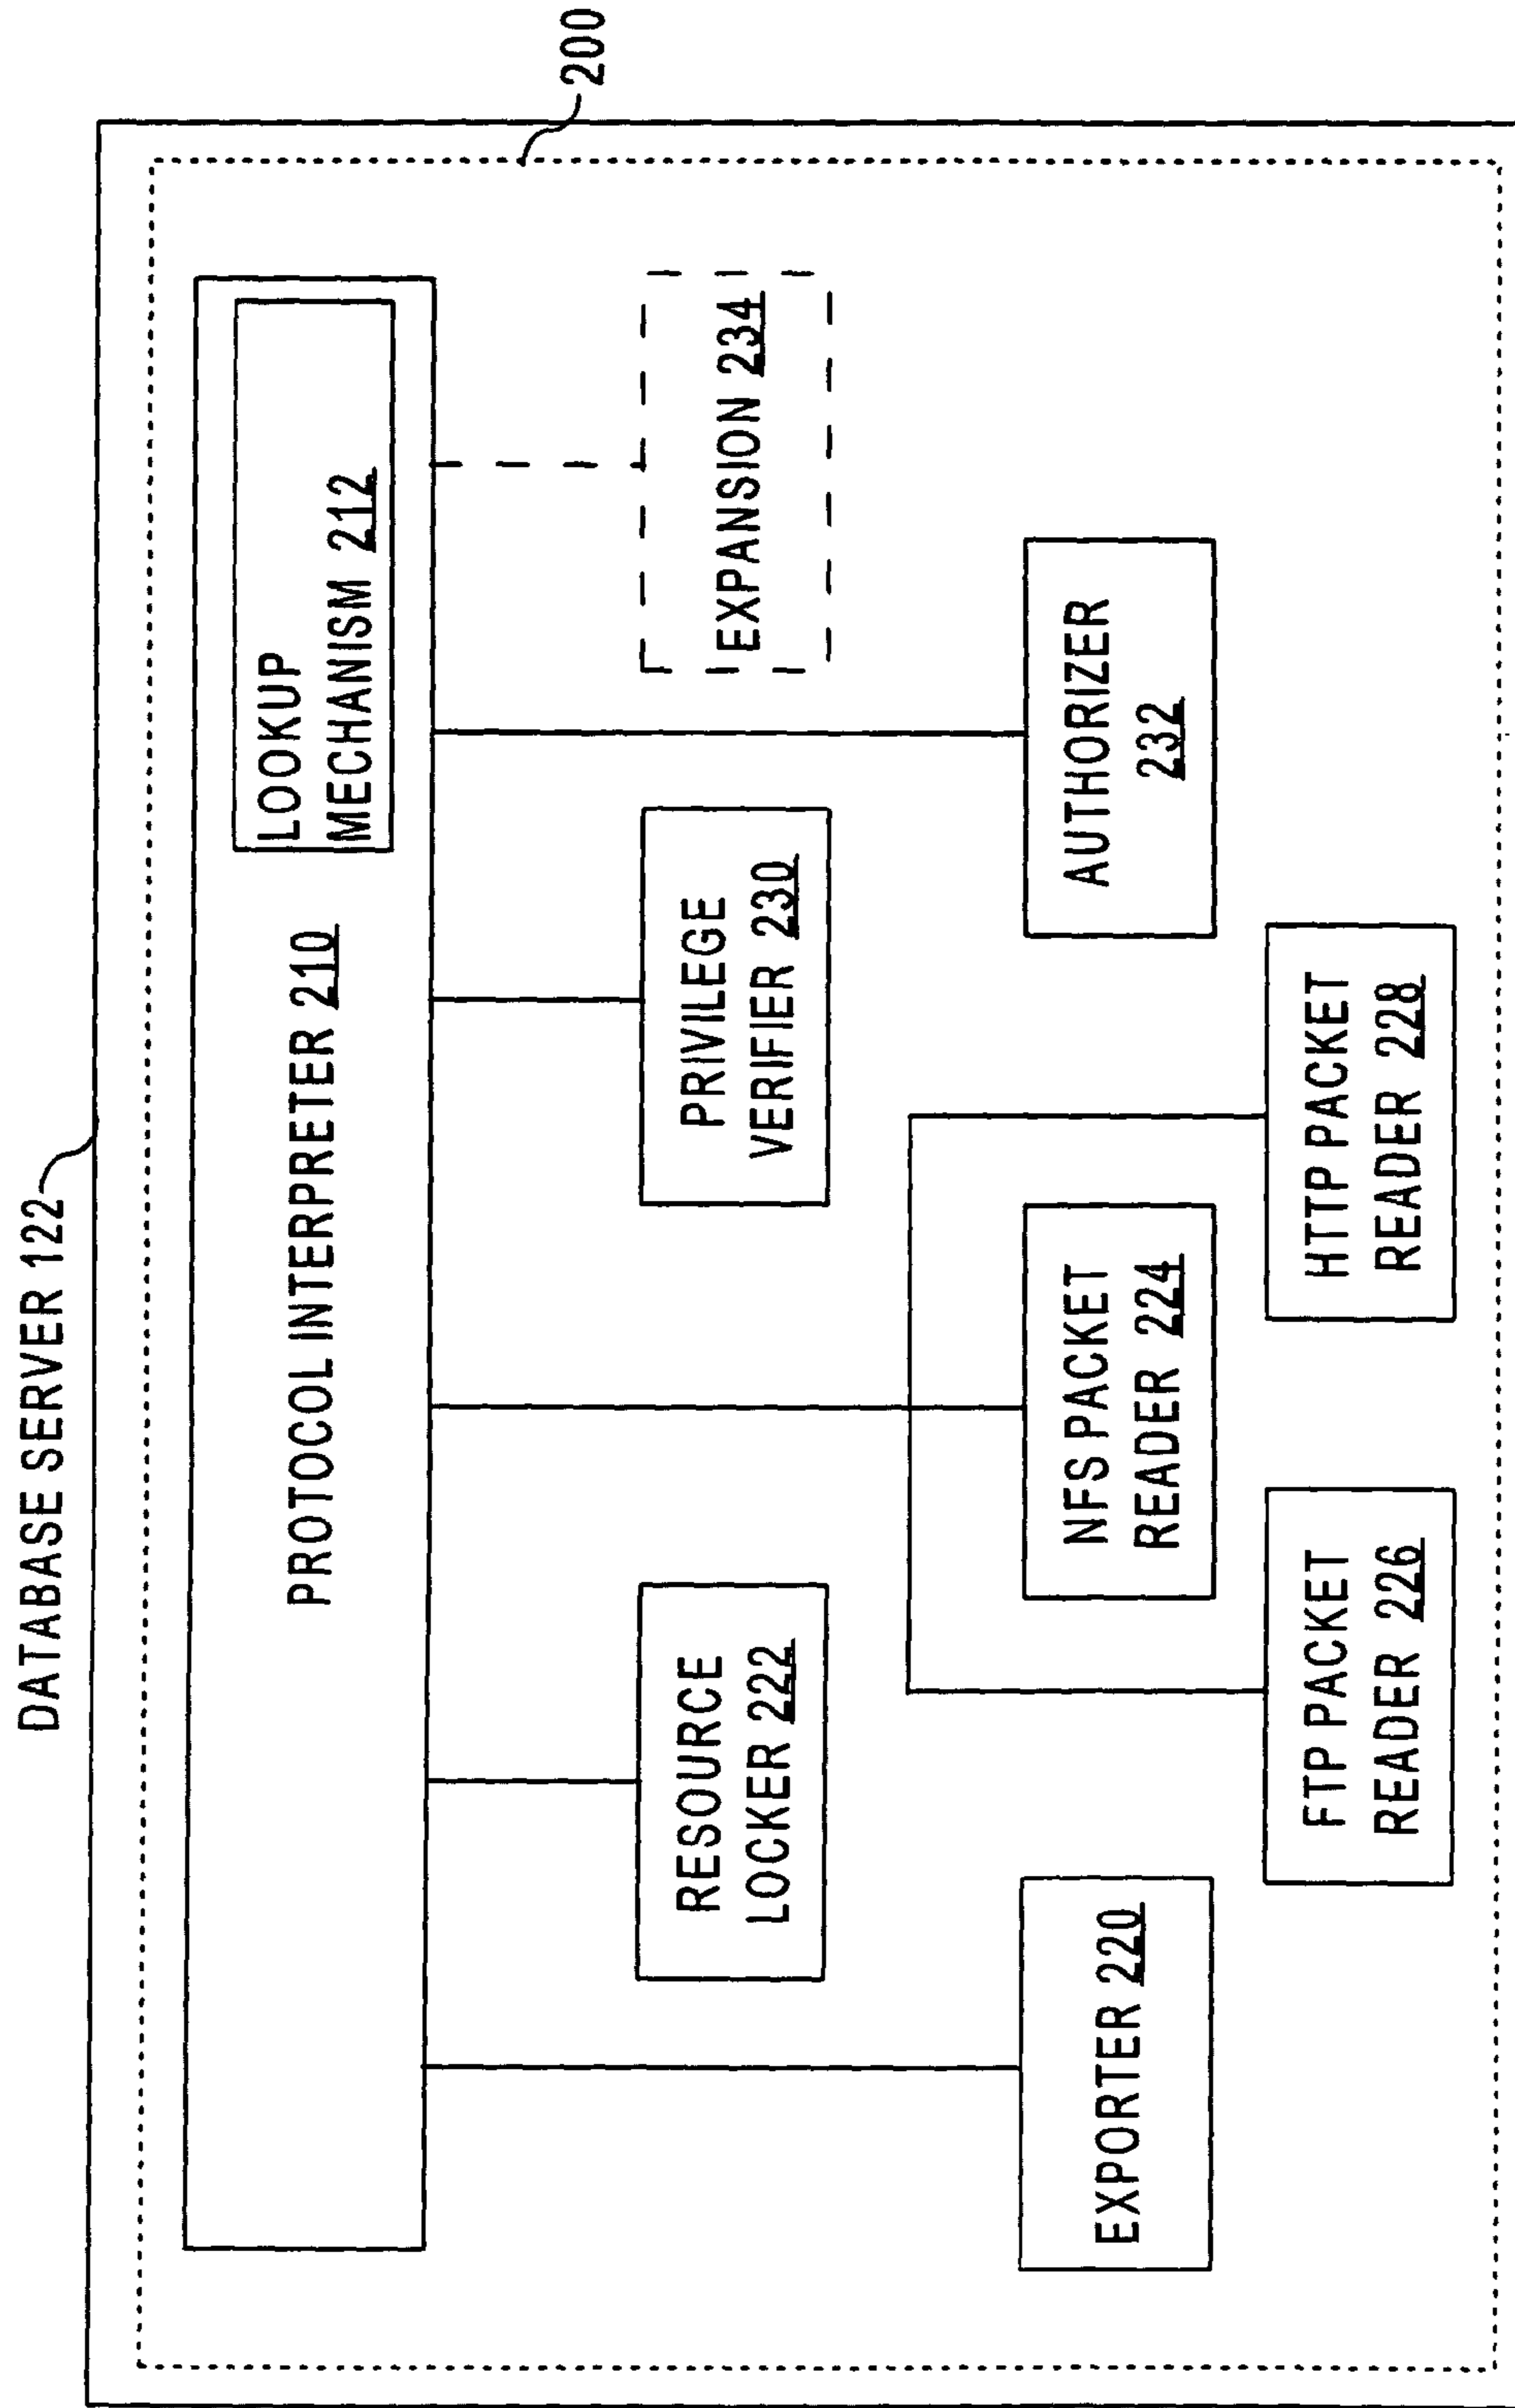 DATABASE SERVER 122
200
PROTOCOL INTERPRETER 210
LOOKUP
MECHANISM 212
RESOURCE
LOCKER 222
PRIVILEGE
VERIFIER 230
EXPANSION 234
EXPORTER 220
NFS PACKET
READER 224
AUTHORIZER
232
FTP PACKET
READER 226
HTTP PACKET
READER 228